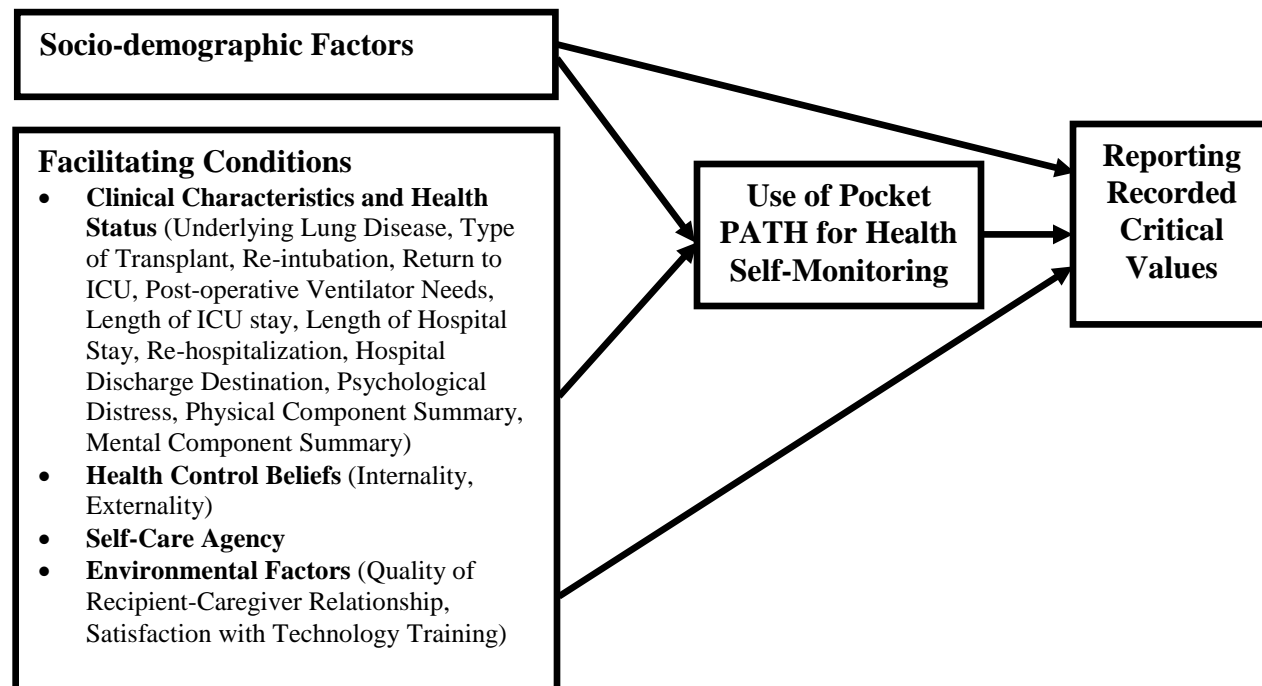 Socio-demographic Factors
Facilitating Conditions
• Clinical Characteristics and Health
Status (Underlying Lung Disease, Type
of Transplant, Re-intubation, Return to
ICU, Post-operative Ventilator Needs,
Length of ICU stay, Length of Hospital
Stay, Re-hospitalization, Hospital
Discharge Destination, Psychological
Distress, Physical Component Summary,
Mental Component Summary)
• Health Control Beliefs (Internality,
Externality)
• Self-Care Agency
• Environmental Factors (Quality of
Recipient-Caregiver Relationship,
Satisfaction with Technology Training)
Use of Pocket
PATH for Health
Self-Monitoring
Reporting
Recorded
Critical
Values